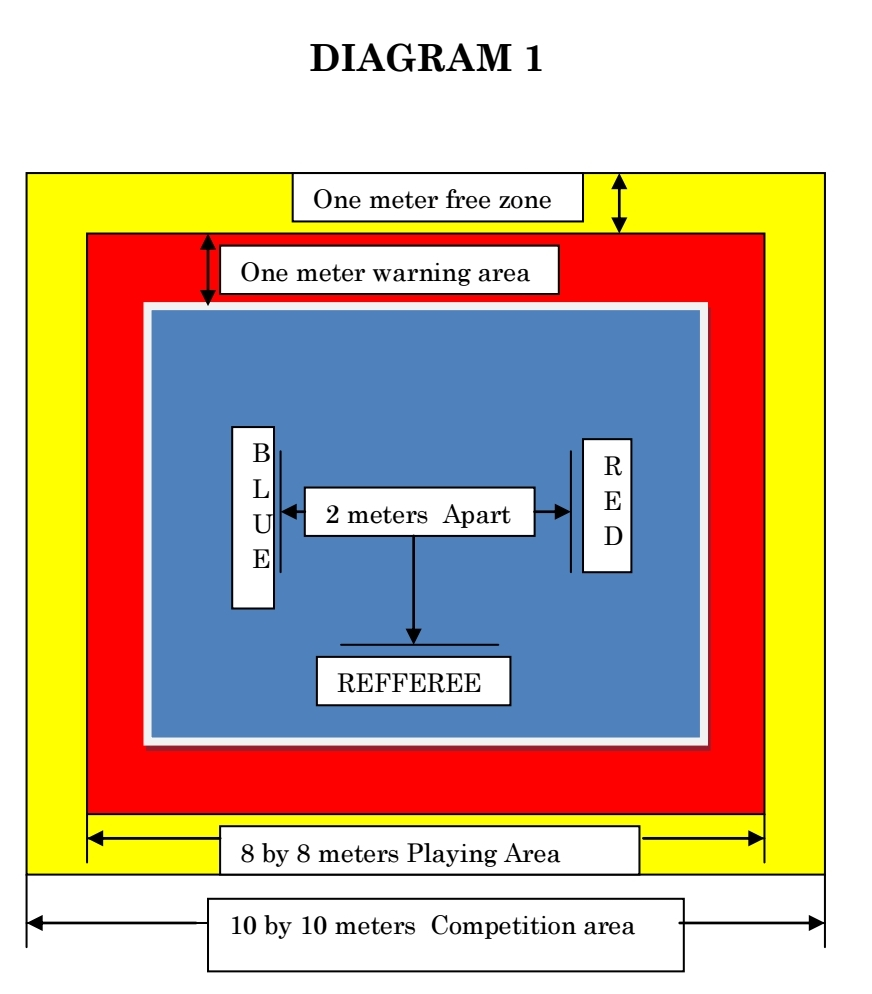 DIAGRAM 1
One meter free zone
One meter warning area
B
L
U
E
2 meters  Apart
R
E
D
REFFEREE
8 by 8 meters Playing Area
10 by 10 meters  Competition area